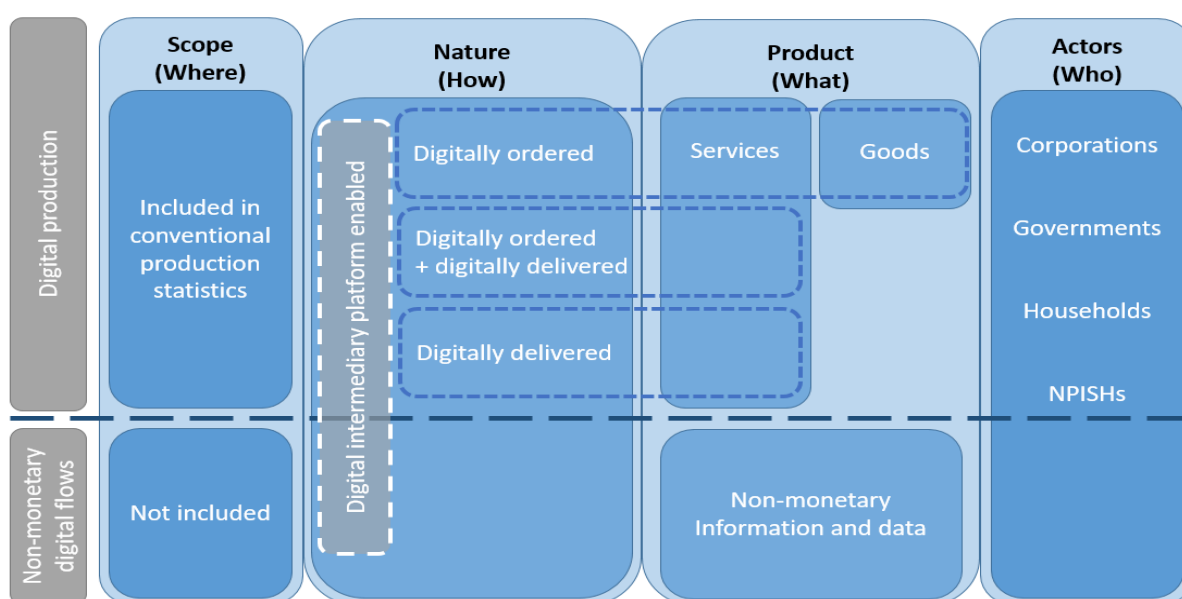 Digital production
Non-monetary
digital flows
Scope
(Where)
Included in
conventional
production
statistics
Not included
Nature
(How)
Digital intermediary platform enabled
Digitally ordered
Digitally ordered
+ digitally delivered
Digitally delivered
Product
(What)
Services
Goods
Non-monetary
Information and data
Actors
(Who)
Corporations
Governments
Households
NPISHs